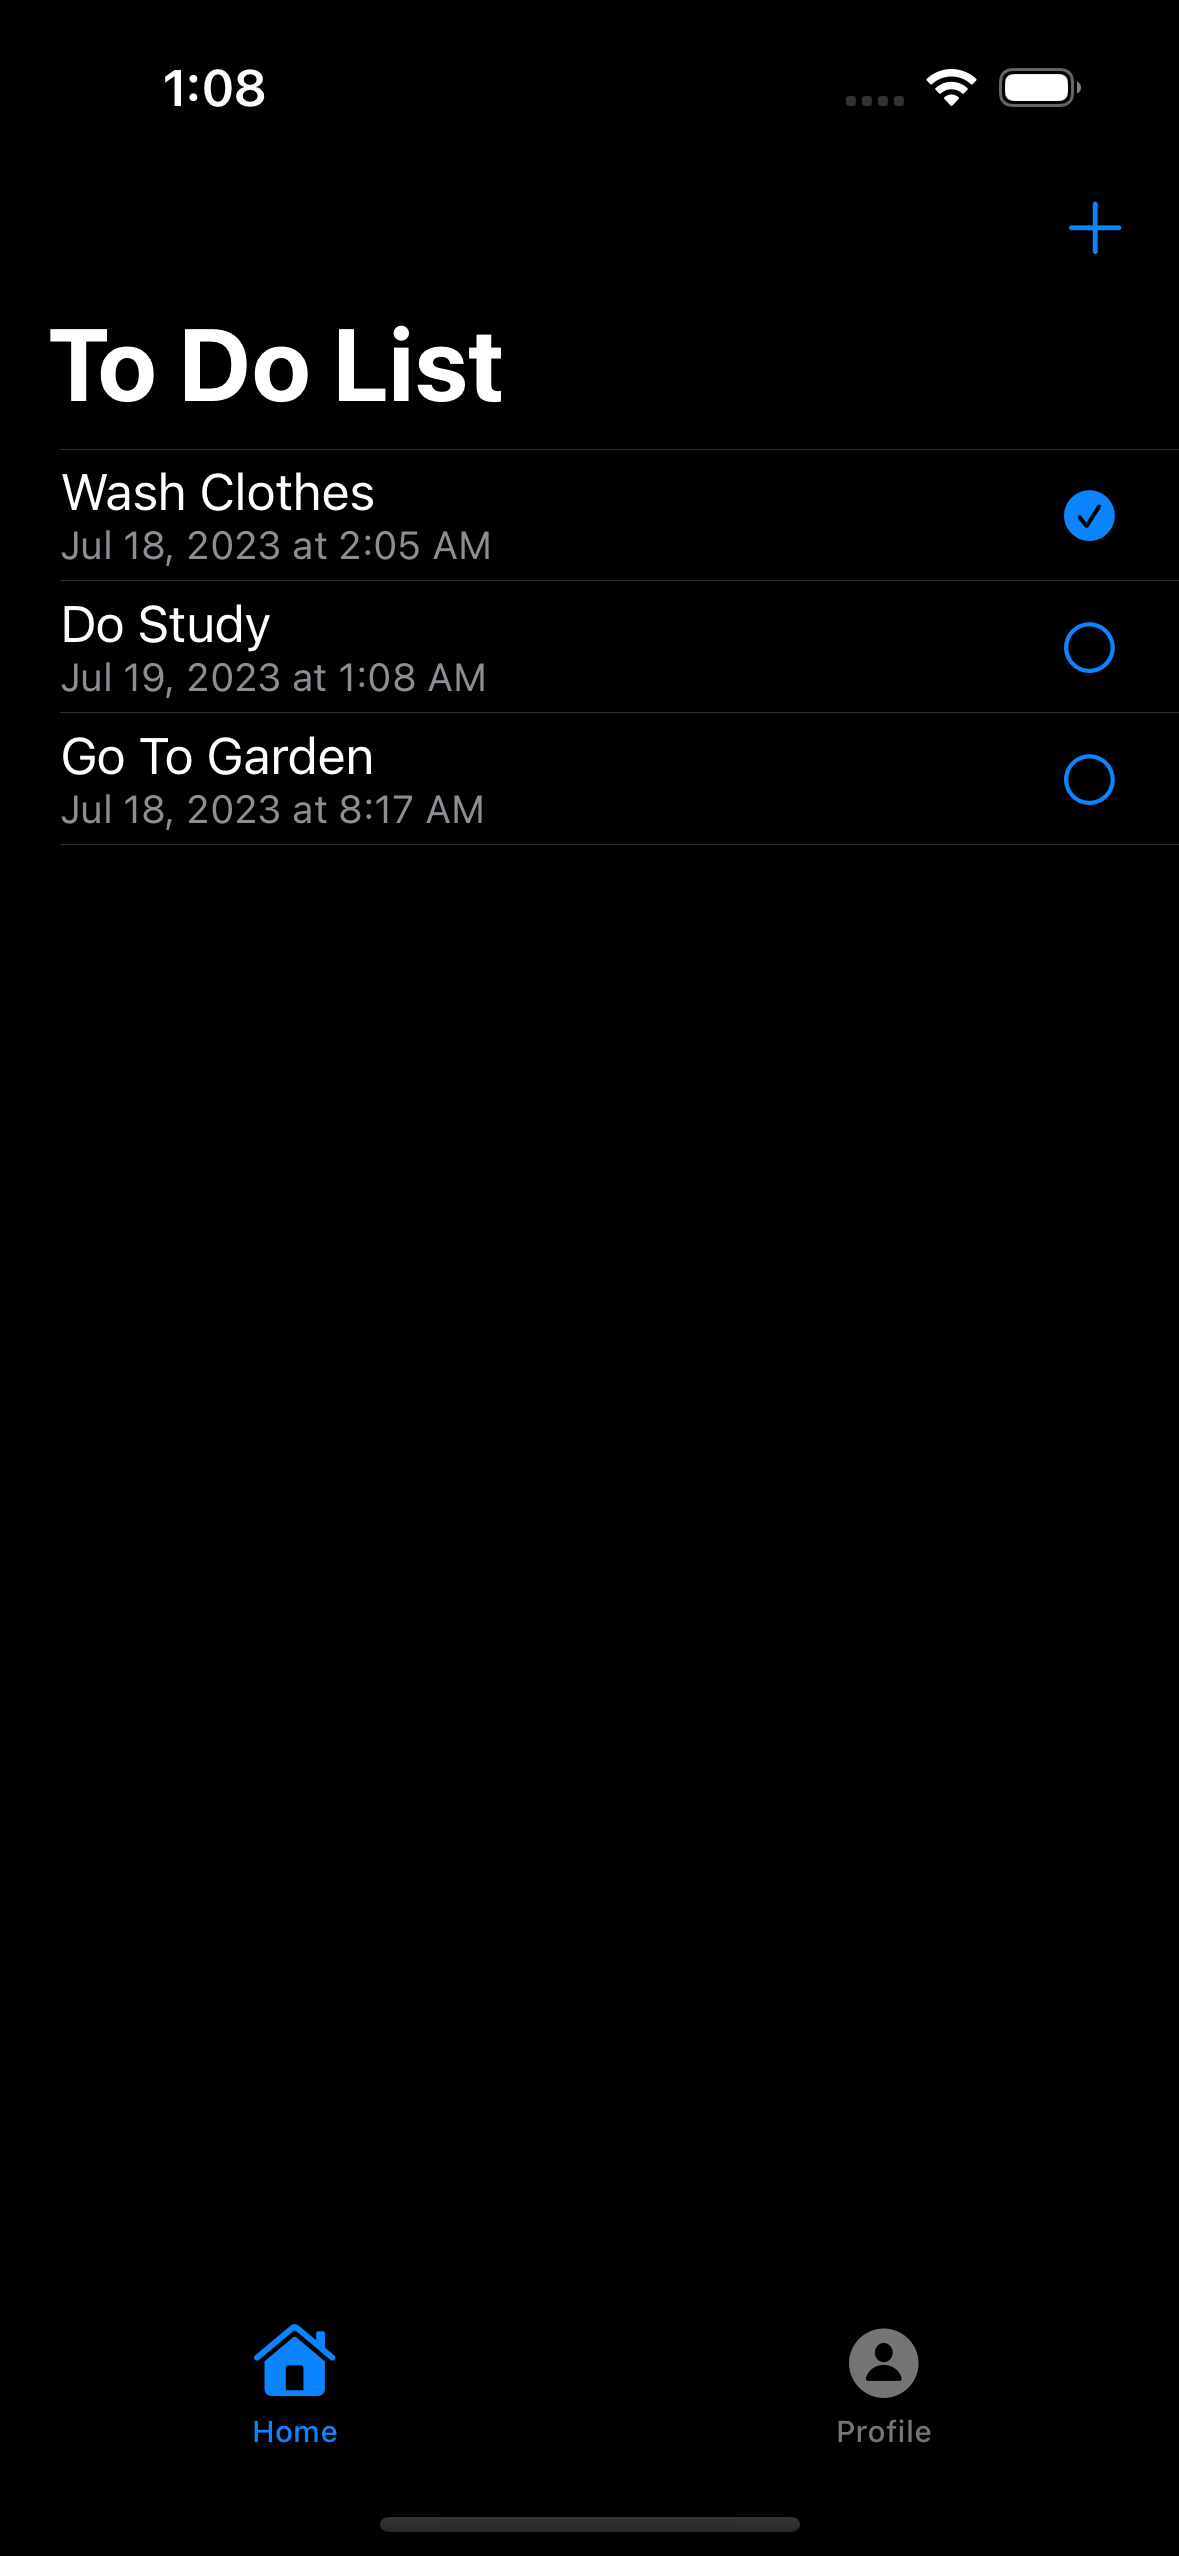 1:08
To Do List
Wash Clothes
Jul 18, 2023 at 2:05 AM
Do Study
Jul 19, 2023 at 1:08 AM
Go To Garden
Jul 18, 2023 at 8:17 AM
Home
Profile